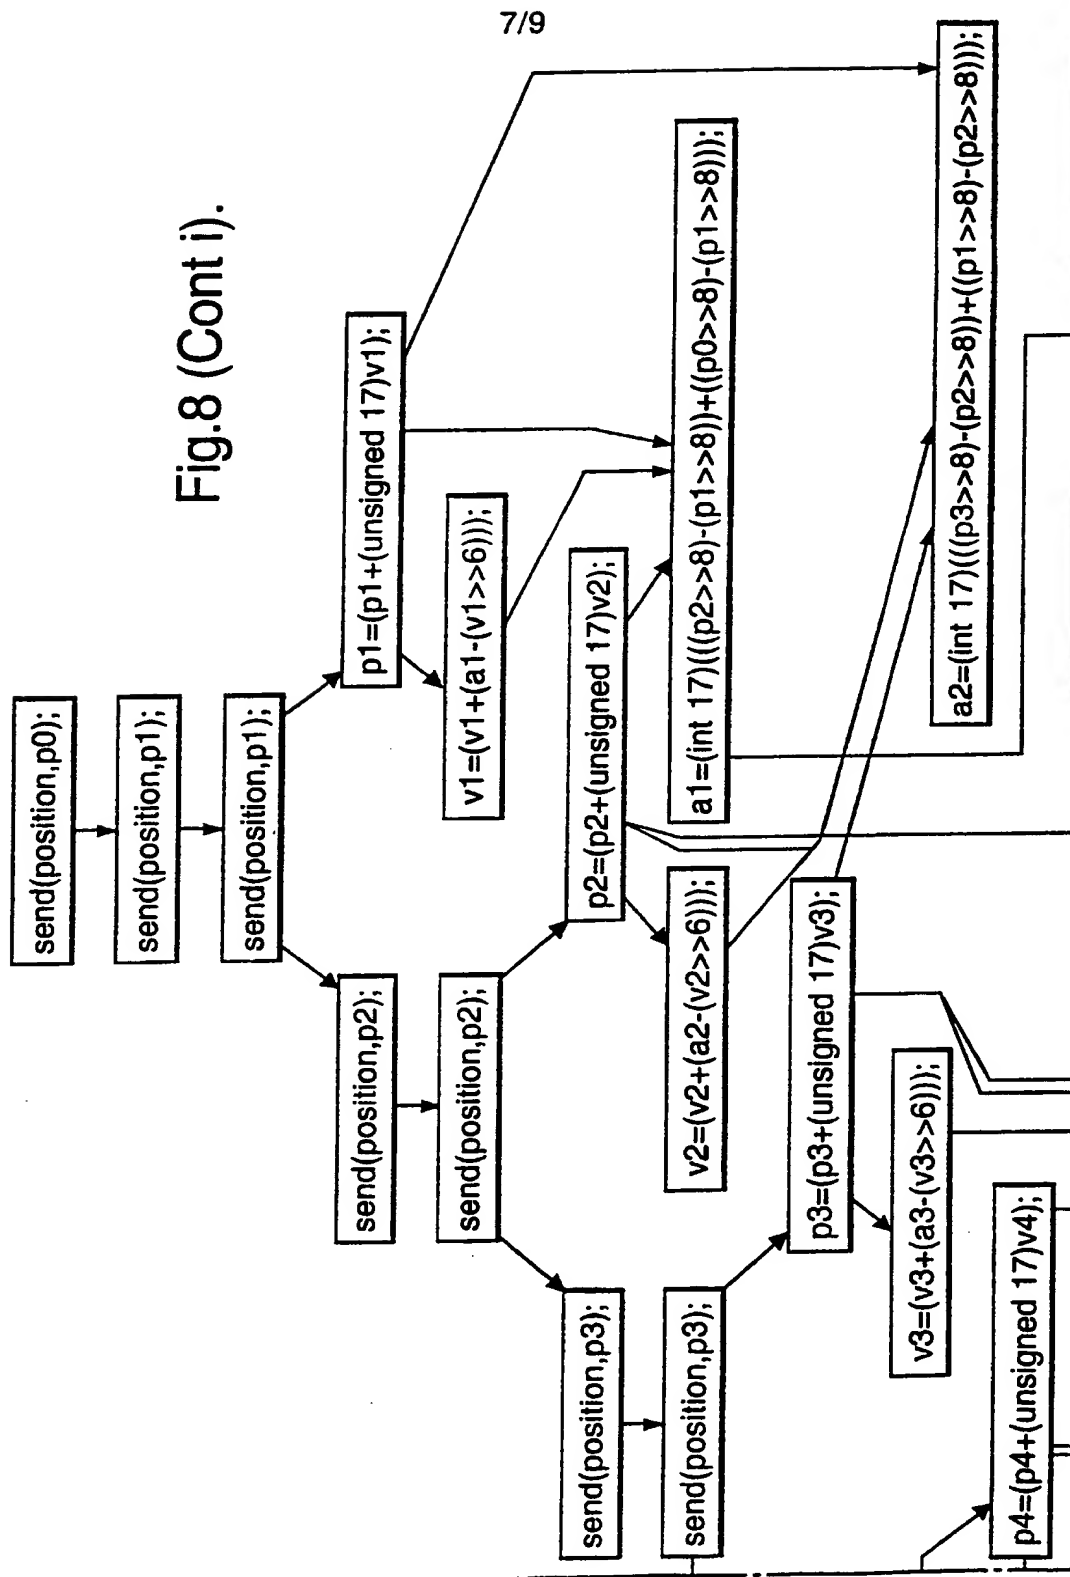 7/9
Fig.8 (Cont i).
send(position,p0);
send(position,p1);
send(position,p1);
p1=(p1+(unsigned 17)v1);
send(position,p2);
v1=(v1+(a1-(v1>>6)));
send(position,p2);
p2=(p2+(unsigned 17)v2);
send(position,p3);
a1=(int 17)(((p2>>8)-(p1>>8))+((p0>>8)-(p1>>8)));
v2=(v2+(a2-(v2>>6)));
send(position,p3);
p3=(p3+(unsigned 17)v3);
v3=(v3+(a3-(v3>>6)));
a2=(int 17)(((p3>>8)-(p2>>8))+((p1>>8)-(p2>>8)));
p4=(p4+(unsigned 17)v4);